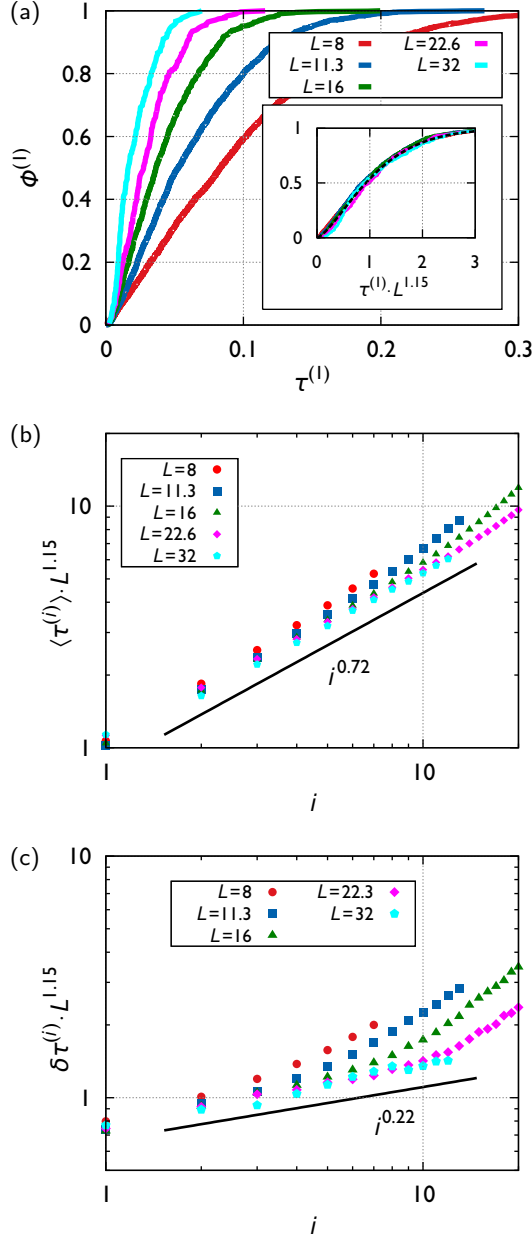 (a)
Φ(1)
1
0.8
0.6
0.4
0.2
0
L=8
L=11.3
L=16
L=22.6
L=32
1
0.5
0
0 1 2 3
τ(1)·L1.15
0 0.1 0.2 0.3
τ(1)
(b)
⟨τ(i)⟩·L1.15
10
1
L=8
L=11.3
L=16
L=22.6
L=32
i0.72
1 10
i
(c)
δτ(i)·L1.15
10
1
L=8
L=11.3
L=16
L=22.3
L=32
i0.22
1 10
i